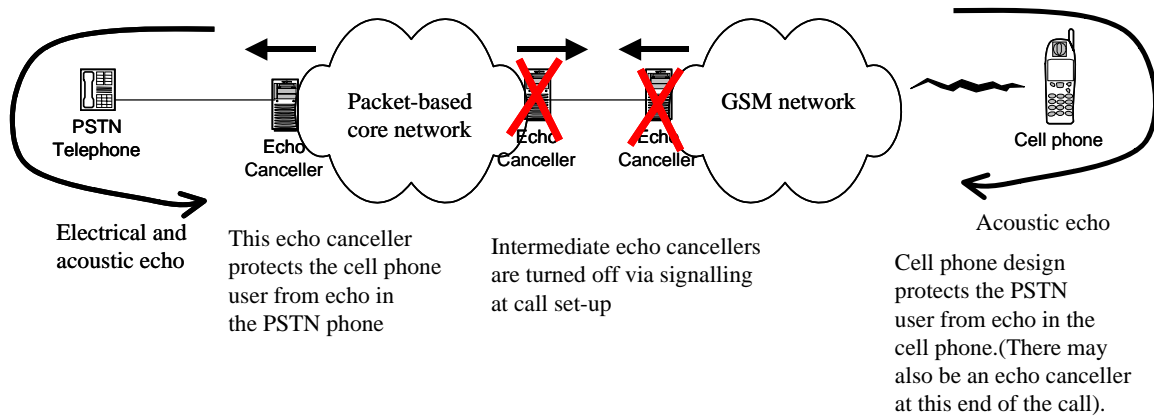 PSTN
Telephone
Echo
Canceller
Packet-based
core network
Echo
Canceller
Echo
Canceller
GSM network
Cell phone
Electrical and
acoustic echo
This echo canceller
protects the cell phone
user from echo in
the PSTN phone
Intermediate echo cancellers
are turned off via signalling
at call set-up
Acoustic echo
Cell phone design
protects the PSTN
user from echo in the
cell phone.(There may
also be an echo canceller
at this end of the call).